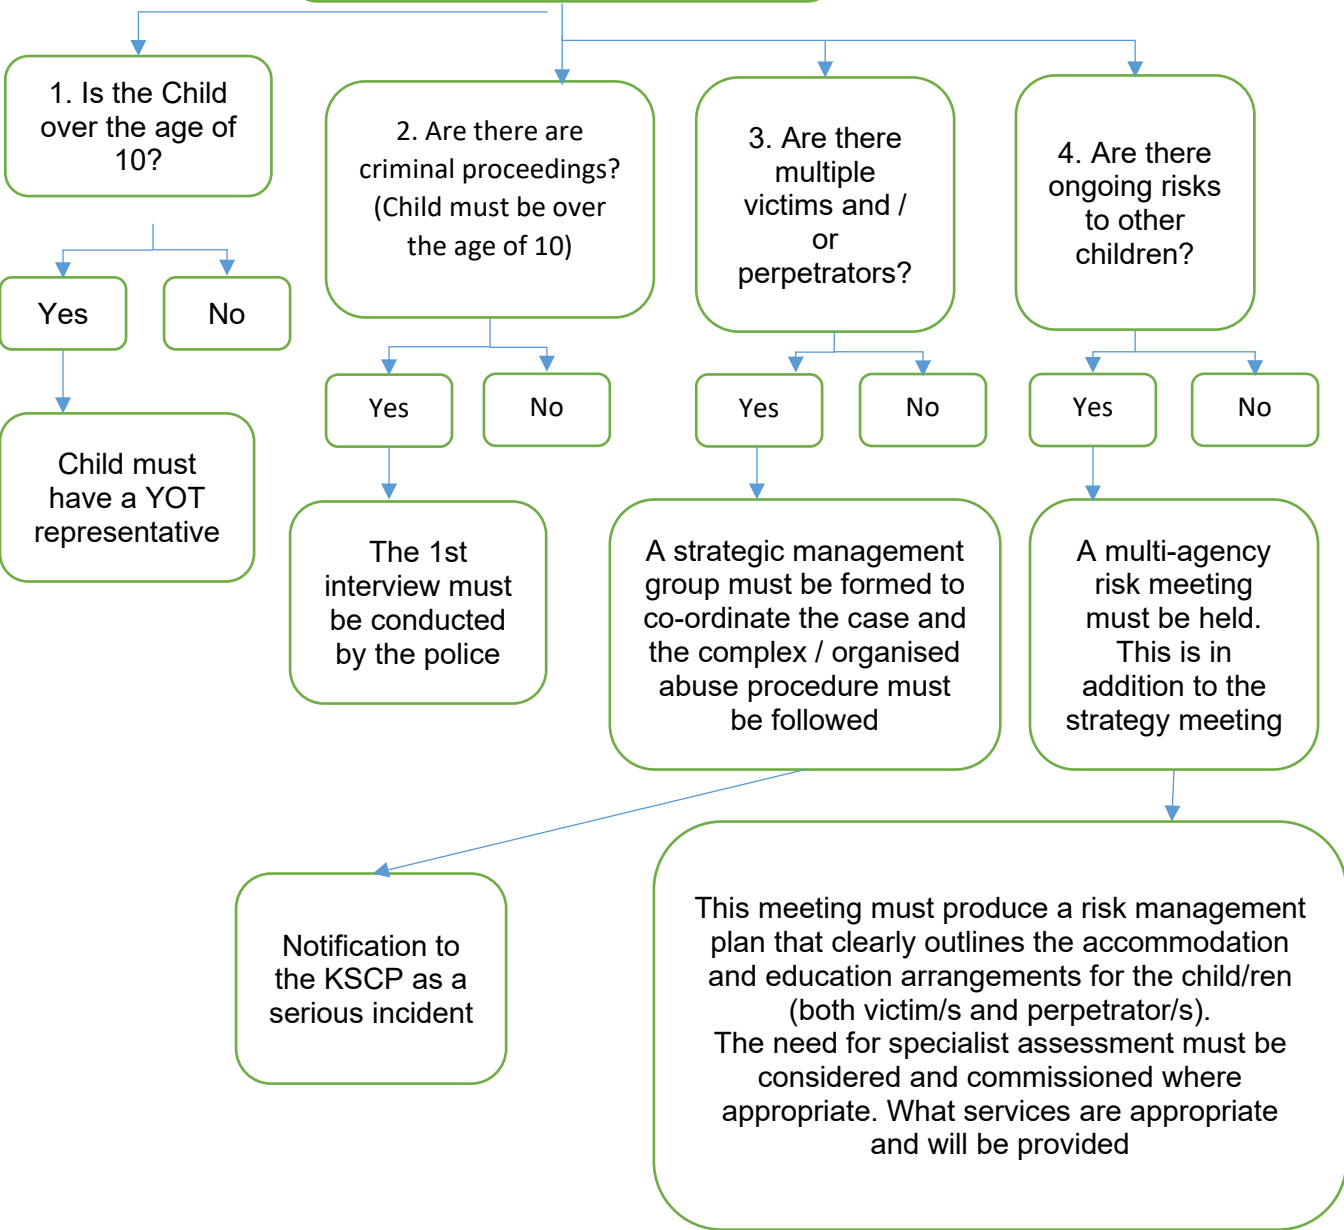 1. Is the Child
over the age of
10?
Yes
No
Child must
have a YOT
representative
2. Are there are
criminal proceedings?
(Child must be over
the age of 10)
Yes
No
The 1st
interview must
be conducted
by the police
3. Are there
multiple
victims and /
or
perpetrators?
Yes
No
A strategic management
group must be formed to
co-ordinate the case and
the complex / organised
abuse procedure must
be followed
Notification to
the KSCP as a
serious incident
4. Are there
ongoing risks
to other
children?
Yes
No
A multi-agency
risk meeting
must be held.
This is in
addition to the
strategy meeting
This meeting must produce a risk management
plan that clearly outlines the accommodation
and education arrangements for the child/ren
(both victim/s and perpetrator/s).
The need for specialist assessment must be
considered and commissioned where
appropriate. What services are appropriate
and will be provided